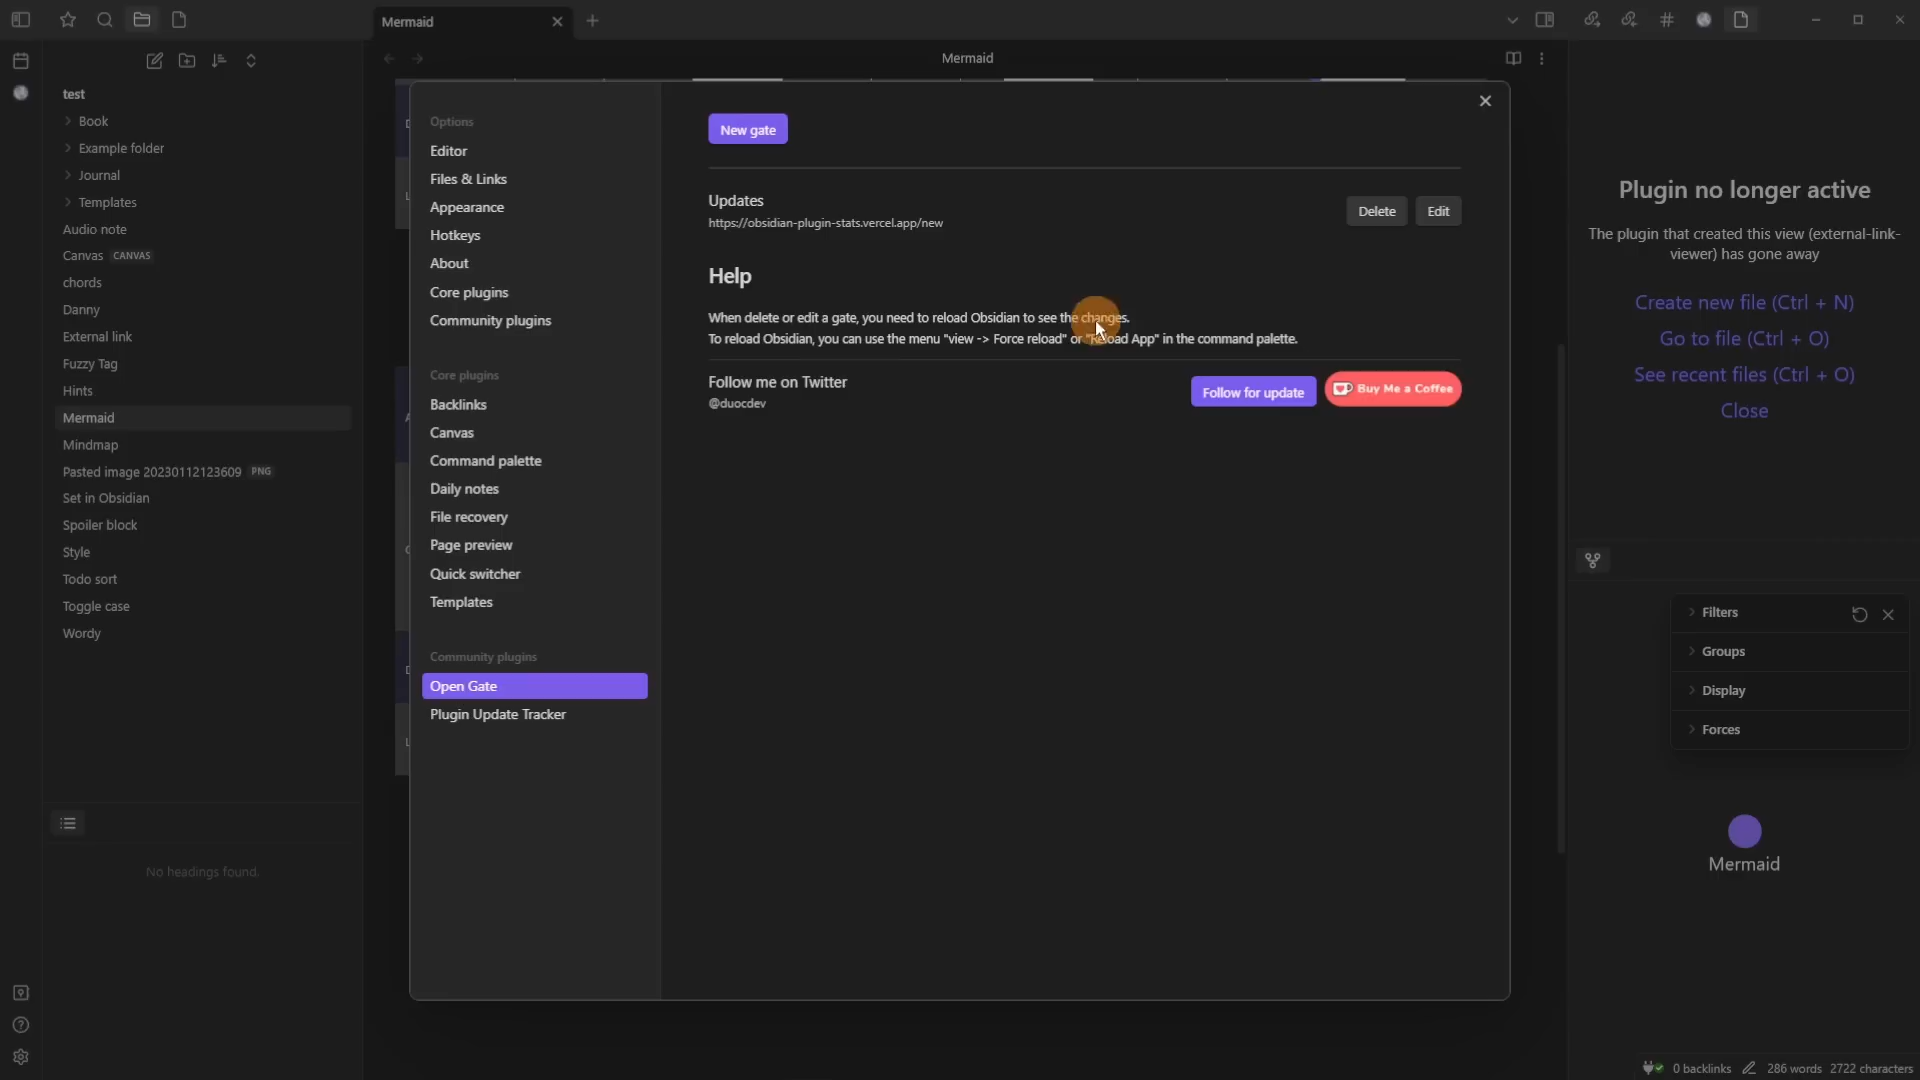 Mermaid
Mermaid
test
Book
Example folder
Journal
Templates
Audio note
Canvas CANVAS
chords
Danny
External link
Fuzzy Tag
Hints
Mermaid
Mindmap
Pasted image 20230112123609 PNG
Set in Obsidian
Spoiler block
Style
Todo sort
Toggle case
Wordy
No headings found.
Options
Editor
Files & Links
Appearance
Hotkeys
About
Core plugins
Community plugins
Core plugins
Backlinks
Canvas
Command palette
Daily notes
File recovery
Page preview
Quick switcher
Templates
Community plugins
Open Gate
Plugin Update Tracker
New gate
Updates
https://obsidian-plugin-stats.vercel.app/new
Delete Edit
Help
When delete or edit a gate, you need to reload Obsidian to see the changes.
To reload Obsidian, you can use the menu "view -> Force reload" or "Reload App" in the command palette.
Follow me on Twitter
@duocdev
Follow for update
Buy Me a Coffee
Plugin no longer active
The plugin that created this view (external-link-
viewer) has gone away
Create new file (Ctrl + N)
Go to file (Ctrl + O)
See recent files (Ctrl + O)
Close
Filters
Groups
Display
Forces
Mermaid
0 backlinks 286 words 2722 characters